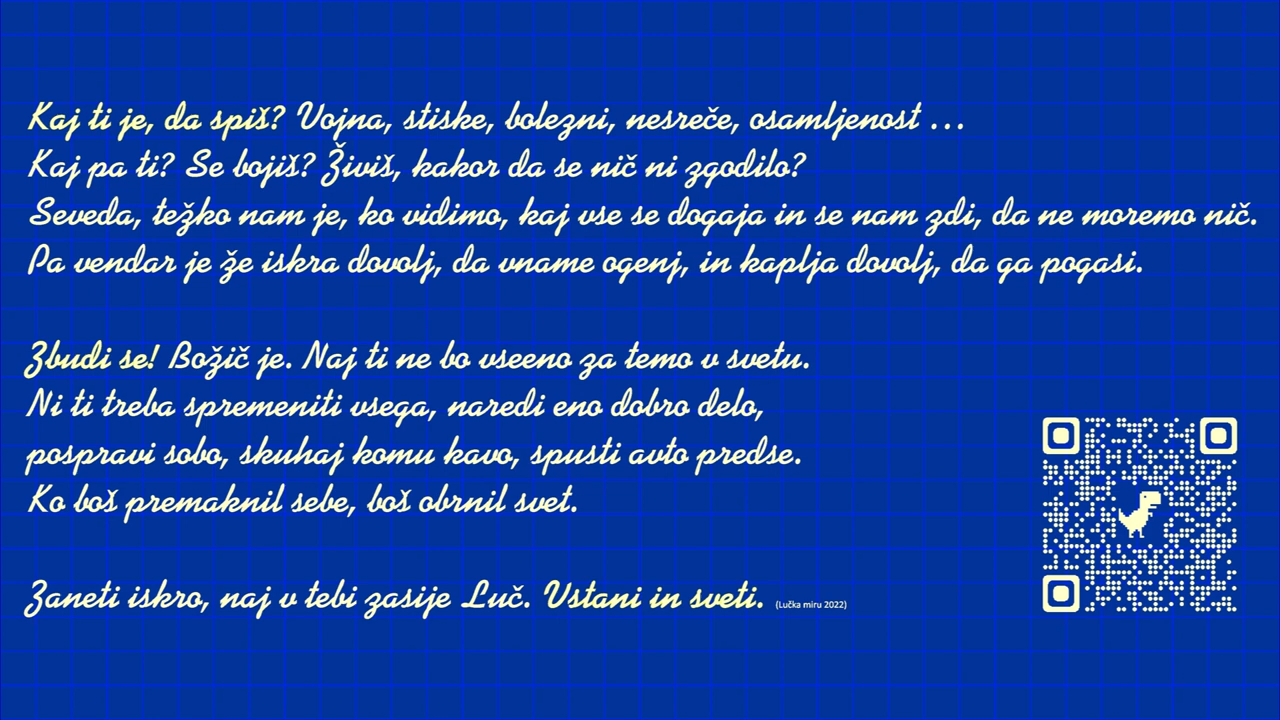 Kaj ti je, da spiš? Vojna, stiske, bolezni, nesreče, osamljenost ...
Kaj pa ti? Se bojiš? Živiš, kakor da se nič ni zgodilo?
Seveda, težko nam je, ko vidimo, kaj vse se dogaja in se nam zdi, da ne moremo nič.
Pa vendar je že iskra dovolj, da vname ogenj, in kaplja dovolj, da ga pogasi.
Zbudi se! Božič je. Naj ti ne bo vseeno za temo v svetu.
Ni ti treba spremeniti vsega, naredi eno dobro delo,
pospravi sobo, skuhaj komu kavo, spusti avto predse.
Ko boš premaknil sebe, boš obrnil svet.
Zaneti iskro, naj v tebi zasije Luč. Vstani in sveti. (Lučka miru 2022)